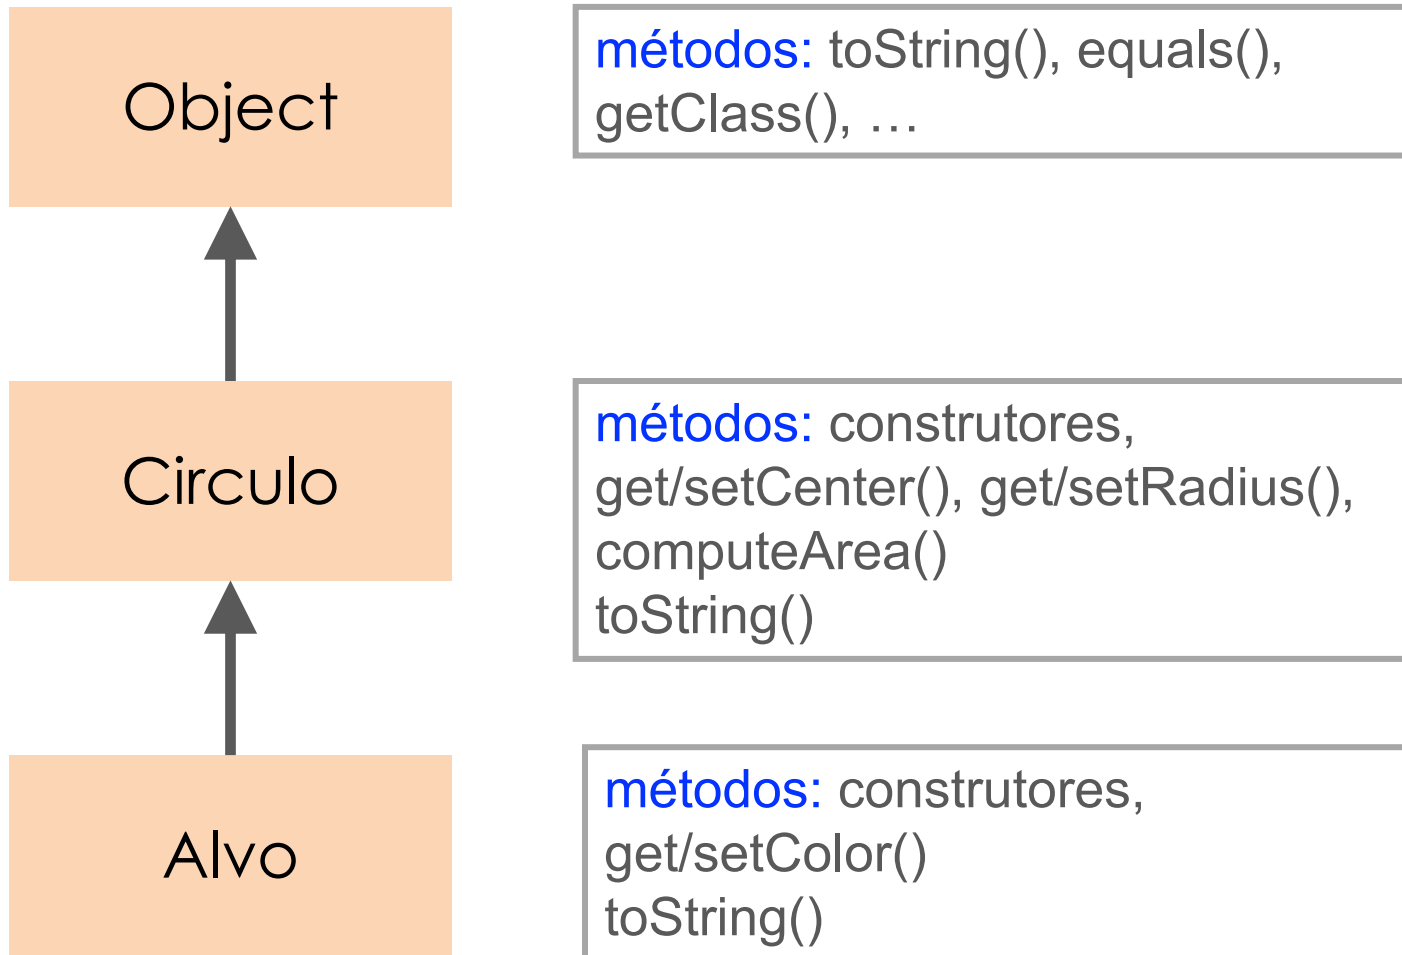 Object
métodos: toString(), equals(),
getClass(), …
Circulo
métodos: construtores,
get/setCenter(), get/setRadius(),
computeArea()
toString()
Alvo
métodos: construtores,
get/setColor()
toString()